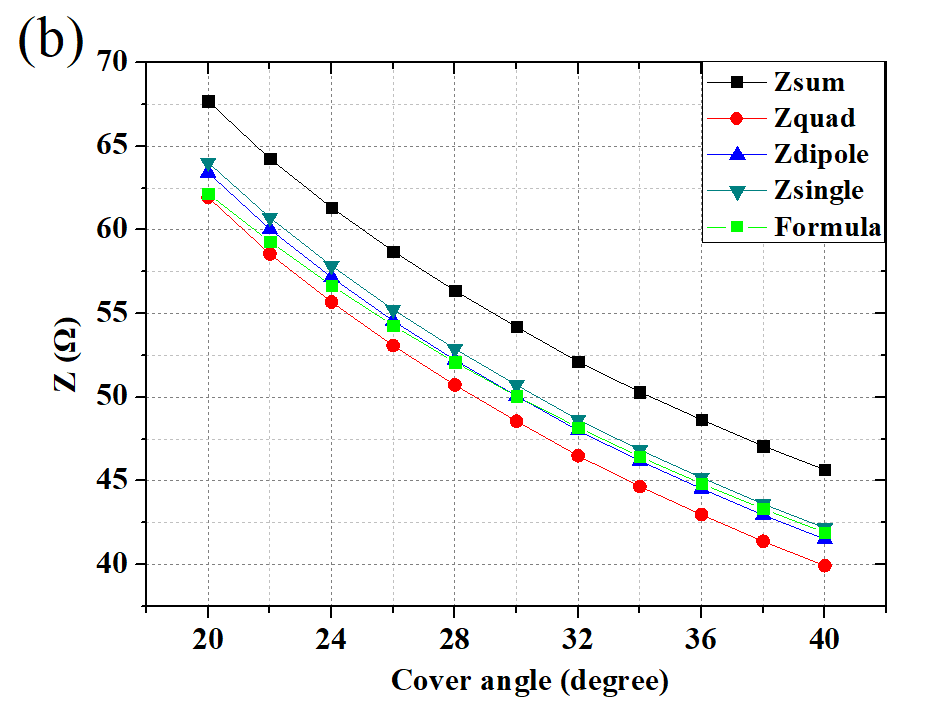 (b)
70
65
60
55
50
45
40
Z (Ω)
Zsum
Zquad
Zdipole
Zsingle
Formula
20 24 28 32 36 40
Cover angle (degree)